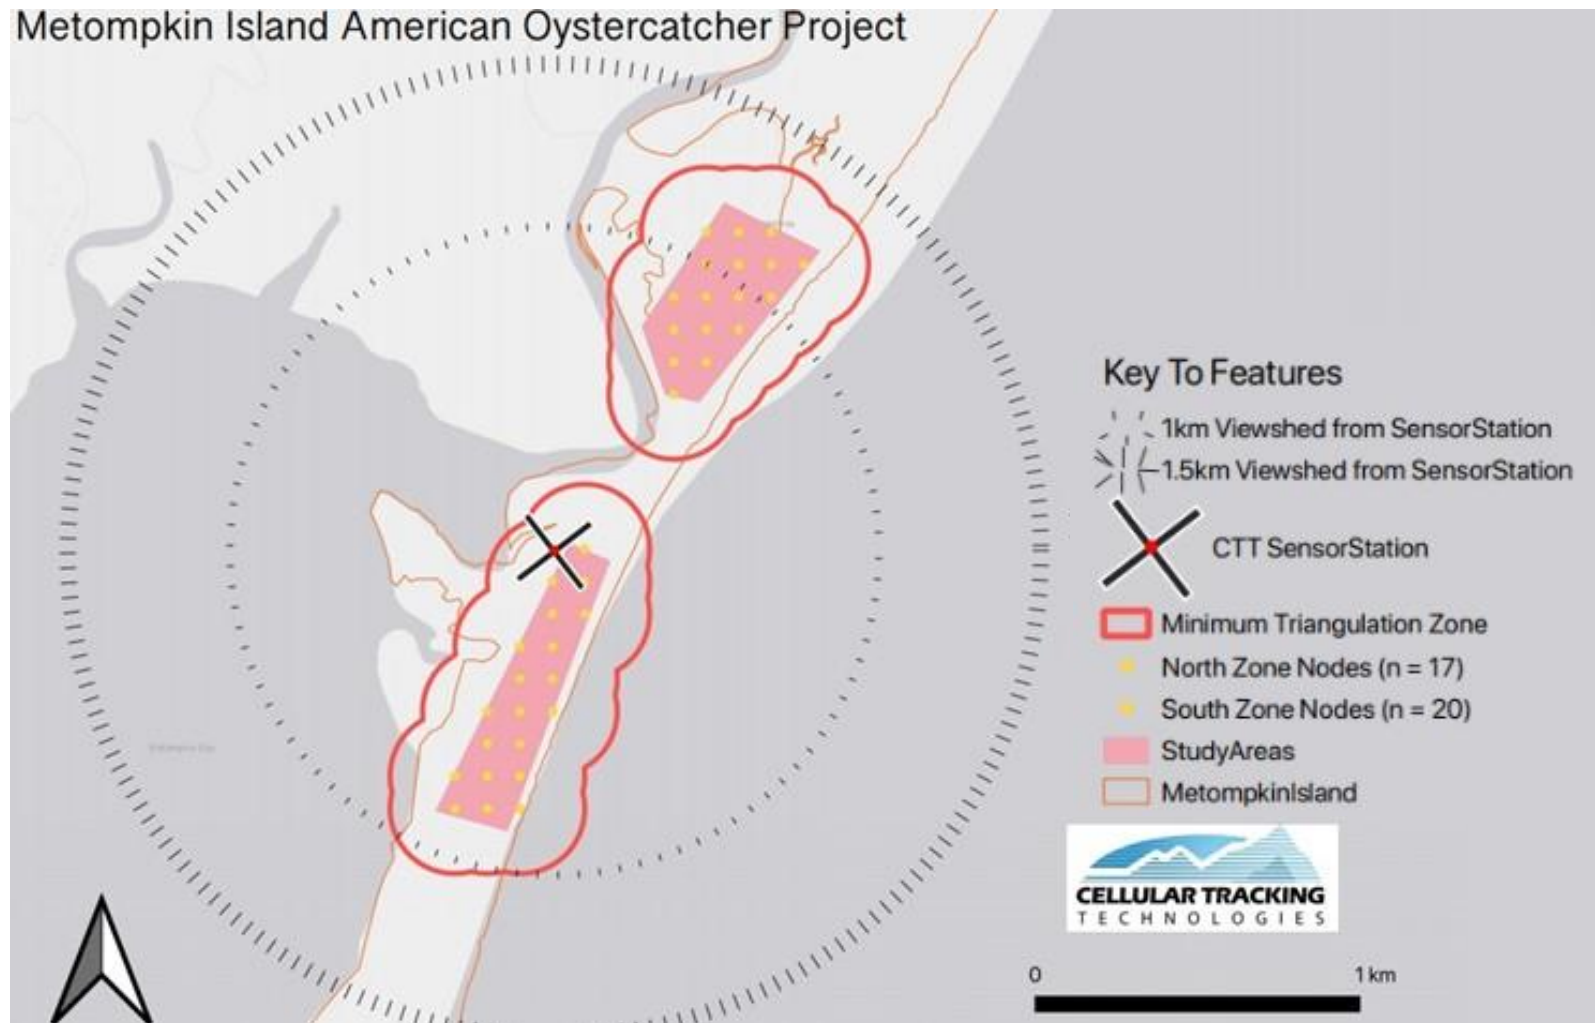 Metompkin Island American Oystercatcher Project
Key To Features
1km Viewshed from SensorStation
1.5km Viewshed from SensorStation
CTT SensorStation
Minimum Triangulation Zone
North Zone Nodes (n = 17)
South Zone Nodes (n = 20)
StudyAreas
MetompkinIsland
CELLULAR TRACKING
TECHNOLOGIES
0
1 km